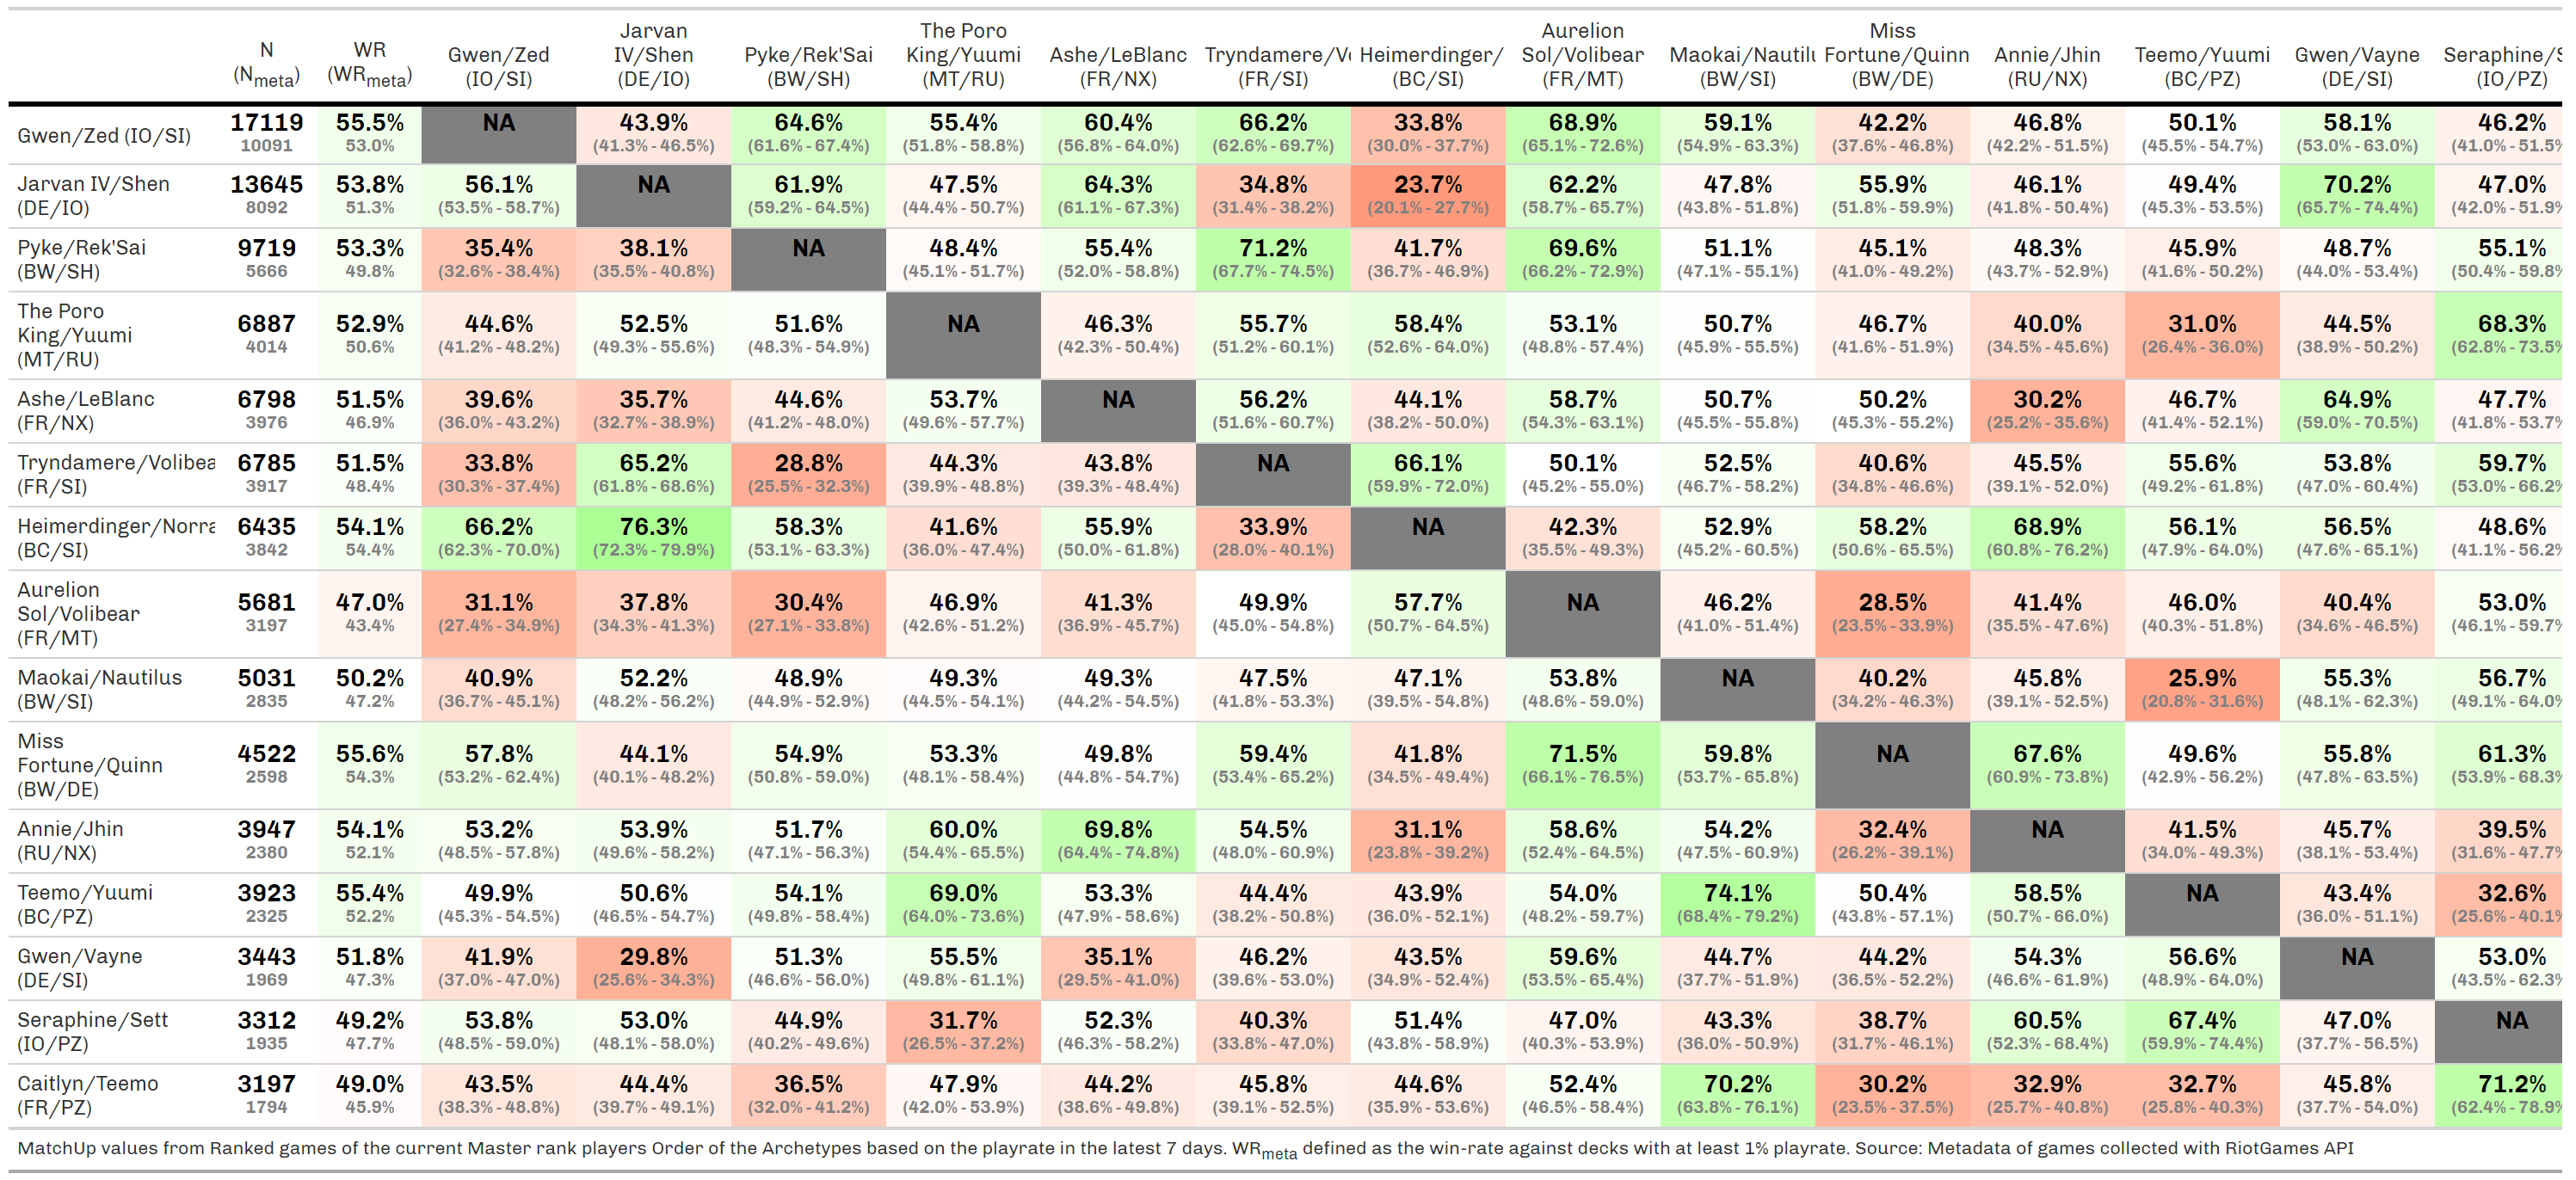 Jarvan The Poro Aurelion Miss
N WR Gwen/Zed IV/Shen Pyke/Rek'Sai King/Yuumi Ashe/LeBlanc Tryndamere/Vo Heimerdinger/ Sol/Volibear Maokai/Nautilu Fortune/Quinn Annie/Jhin Teemo/Yuumi Gwen/Vayne Seraphine/S
(Nmeta) (WRmeta) (IO/SI) (DE/IO) (BW/SH) (MT/RU) (FR/NX) (FR/SI) (BC/SI) (FR/MT) (BW/SI) (BW/DE) (RU/NX) (BC/PZ) (DE/SI) (IO/PZ)
Gwen/Zed (IO/SI) 17119 55.5% NA 43.9% 64.6% 55.4% 60.4% 66.2% 33.8% 68.9% 59.1% 42.2% 46.8% 50.1% 58.1% 46.2%
10091 53.0% (41.3% - 46.5%) (61.6% - 67.4%) (51.8% - 58.8%) (56.8% - 64.0%) (62.6% - 69.7%) (30.0% - 37.7%) (65.1% - 72.6%) (54.9% - 63.3%) (37.6% - 46.8%) (42.2% - 51.5%) (45.5% - 54.7%) (53.0% - 63.0%) (41.0% - 51.5%
Jarvan IV/Shen 13645 53.8% 56.1% NA 61.9% 47.5% 64.3% 34.8% 23.7% 62.2% 47.8% 55.9% 46.1% 49.4% 70.2% 47.0%
(DE/IO) 8092 51.3% (53.5% - 58.7%) (59.2% - 64.5%) (44.4% - 50.7%) (61.1% - 67.3%) (31.4% - 38.2%) (20.1% - 27.7%) (58.7% - 65.7%) (43.8% - 51.8%) (51.8% - 59.9%) (41.8% - 50.4%) (45.3% - 53.5%) (65.7% - 74.4%) (42.0% - 51.9%
Pyke/Rek'Sai 9719 53.3% 35.4% 38.1% NA 48.4% 55.4% 71.2% 41.7% 69.6% 51.1% 45.1% 48.3% 45.9% 48.7% 55.1%
(BW/SH) 5666 49.8% (32.6% - 38.4%) (35.5% - 40.8%) (45.1% - 51.7%) (52.0% - 58.8%) (67.7% - 74.5%) (36.7% - 46.9%) (66.2% - 72.9%) (47.1% - 55.1%) (41.0% - 49.2%) (43.7% - 52.9%) (41.6% - 50.2%) (44.0% - 53.4%) (50.4% - 59.8%
The Poro
King/Yuumi 6887 52.9% 44.6% 52.5% 51.6% NA 46.3% 55.7% 58.4% 53.1% 50.7% 46.7% 40.0% 31.0% 44.5% 68.3%
(MT/RU) 4014 50.6% (41.2% - 48.2%) (49.3% - 55.6%) (48.3% - 54.9%) (42.3% - 50.4%) (51.2% - 60.1%) (52.6% - 64.0%) (48.8% - 57.4%) (45.9% - 55.5%) (41.6% - 51.9%) (34.5% - 45.6%) (26.4% - 36.0%) (38.9% - 50.2%) (62.8% - 73.5%
Ashe/LeBlanc 6798 51.5% 39.6% 35.7% 44.6% 53.7% NA 56.2% 44.1% 58.7% 50.7% 50.2% 30.2% 46.7% 64.9% 47.7%
(FR/NX) 3976 46.9% (36.0% - 43.2%) (32.7% - 38.9%) (41.2% - 48.0%) (49.6% - 57.7%) (51.6% - 60.7%) (38.2% - 50.0%) (54.3% - 63.1%) (45.5% - 55.8%) (45.3% - 55.2%) (25.2% - 35.6%) (41.4% - 52.1%) (59.0% - 70.5%) (41.8% - 53.7%
Tryndamere/Volibea 6785 51.5% 33.8% 65.2% 28.8% 44.3% 43.8% NA 66.1% 50.1% 52.5% 40.6% 45.5% 55.6% 53.8% 59.7%
(FR/SI) 3917 48.4% (30.3% - 37.4%) (61.8% - 68.6%) (25.5% - 32.3%) (39.9% - 48.8%) (39.3% - 48.4%) (59.9% - 72.0%) (45.2% - 55.0%) (46.7% - 58.2%) (34.8% - 46.6%) (39.1% - 52.0%) (49.2% - 61.8%) (47.0% - 60.4%) (53.0% - 66.2%
Heimerdinger/Norra 6435 54.1% 66.2% 76.3% 58.3% 41.6% 55.9% 33.9% NA 42.3% 52.9% 58.2% 68.9% 56.1% 56.5% 48.6%
(BC/SI) 3842 54.4% (62.3% - 70.0%) (72.3% - 79.9%) (53.1% - 63.3%) (36.0% - 47.4%) (50.0% - 61.8%) (28.0% - 40.1%) (35.5% - 49.3%) (45.2% - 60.5%) (50.6% - 65.5%) (60.8% - 76.2%) (47.9% - 64.0%) (47.6% - 65.1%) (41.1% - 56.2%
Aurelion
Sol/Volibear 5681 47.0% 31.1% 37.8% 30.4% 46.9% 41.3% 49.9% 57.7% NA 46.2% 28.5% 41.4% 46.0% 40.4% 53.0%
(FR/MT) 3197 43.4% (27.4% - 34.9%) (34.3% - 41.3%) (27.1% - 33.8%) (42.6% - 51.2%) (36.9% - 45.7%) (45.0% - 54.8%) (50.7% - 64.5%) (41.0% - 51.4%) (23.5% - 33.9%) (35.5% - 47.6%) (40.3% - 51.8%) (34.6% - 46.5%) (46.1% - 59.7%
Maokai/Nautilus 5031 50.2% 40.9% 52.2% 48.9% 49.3% 49.3% 47.5% 47.1% 53.8% NA 40.2% 45.8% 25.9% 55.3% 56.7%
(BW/SI) 2835 47.2% (36.7% - 45.1%) (48.2% - 56.2%) (44.9% - 52.9%) (44.5% - 54.1%) (44.2% - 54.5%) (41.8% - 53.3%) (39.5% - 54.8%) (48.6% - 59.0%) (34.2% - 46.3%) (39.1% - 52.5%) (20.8% - 31.6%) (48.1% - 62.3%) (49.1% - 64.0%
Miss
Fortune/Quinn 4522 55.6% 57.8% 44.1% 54.9% 53.3% 49.8% 59.4% 41.8% 71.5% 59.8% NA 67.6% 49.6% 55.8% 61.3%
(BW/DE) 2598 54.3% (53.2% - 62.4%) (40.1% - 48.2%) (50.8% - 59.0%) (48.1% - 58.4%) (44.8% - 54.7%) (53.4% - 65.2%) (34.5% - 49.4%) (66.1% - 76.5%) (53.7% - 65.8%) (60.9% - 73.8%) (42.9% - 56.2%) (47.8% - 63.5%) (53.9% - 68.3%
Annie/Jhin 3947 54.1% 53.2% 53.9% 51.7% 60.0% 69.8% 54.5% 31.1% 58.6% 54.2% 32.4% NA 41.5% 45.7% 39.5%
(RU/NX) 2380 52.1% (48.5% - 57.8%) (49.6% - 58.2%) (47.1% - 56.3%) (54.4% - 65.5%) (64.4% - 74.8%) (48.0% - 60.9%) (23.8% - 39.2%) (52.4% - 64.5%) (47.5% - 60.9%) (26.2% - 39.1%) (34.0% - 49.3%) (38.1% - 53.4%) (31.6% - 47.7%
Teemo/Yuumi 3923 55.4% 49.9% 50.6% 54.1% 69.0% 53.3% 44.4% 43.9% 54.0% 74.1% 50.4% 58.5% NA 43.4% 32.6%
(BC/PZ) 2325 52.2% (45.3% - 54.5%) (46.5% - 54.7%) (49.8% - 58.4%) (64.0% - 73.6%) (47.9% - 58.6%) (38.2% - 50.8%) (36.0% - 52.1%) (48.2% - 59.7%) (68.4% - 79.2%) (43.8% - 57.1%) (50.7% - 66.0%) (36.0% - 51.1%) (25.6% - 40.1%
Gwen/Vayne 3443 51.8% 41.9% 29.8% 51.3% 55.5% 35.1% 46.2% 43.5% 59.6% 44.7% 44.2% 54.3% 56.6% NA 53.0%
(DE/SI) 1969 47.3% (37.0% - 47.0%) (25.6% - 34.3%) (46.6% - 56.0%) (49.8% - 61.1%) (29.5% - 41.0%) (39.6% - 53.0%) (34.9% - 52.4%) (53.5% - 65.4%) (37.7% - 51.9%) (36.5% - 52.2%) (46.6% - 61.9%) (48.9% - 64.0%) (43.5% - 62.3%
Seraphine/Sett 3312 49.2% 53.8% 53.0% 44.9% 31.7% 52.3% 40.3% 51.4% 47.0% 43.3% 38.7% 60.5% 67.4% 47.0% NA
(IO/PZ) 1935 47.7% (48.5% - 59.0%) (48.1% - 58.0%) (40.2% - 49.6%) (26.5% - 37.2%) (46.3% - 58.2%) (33.8% - 47.0%) (43.8% - 58.9%) (40.3% - 53.9%) (36.0% - 50.9%) (31.7% - 46.1%) (52.3% - 68.4%) (59.9% - 74.4%) (37.7% - 56.5%)
Caitlyn/Teemo 3197 49.0% 43.5% 44.4% 36.5% 47.9% 44.2% 45.8% 44.6% 52.4% 70.2% 30.2% 32.9% 32.7% 45.8% 71.2%
(FR/PZ) 1794 45.9% (38.3% - 48.8%) (39.7% - 49.1%) (32.0% - 41.2%) (42.0% - 53.9%) (38.6% - 49.8%) (39.1% - 52.5%) (35.9% - 53.6%) (46.5% - 58.4%) (63.8% - 76.1%) (23.5% - 37.5%) (25.7% - 40.8%) (25.8% - 40.3%) (37.7% - 54.0%) (62.4% - 78.9%
MatchUp values from Ranked games of the current Master rank players Order of the Archetypes based on the playrate in the latest 7 days. WRmeta defined as the win-rate against decks with at least 1% playrate. Source: Metadata of games collected with RiotGames API